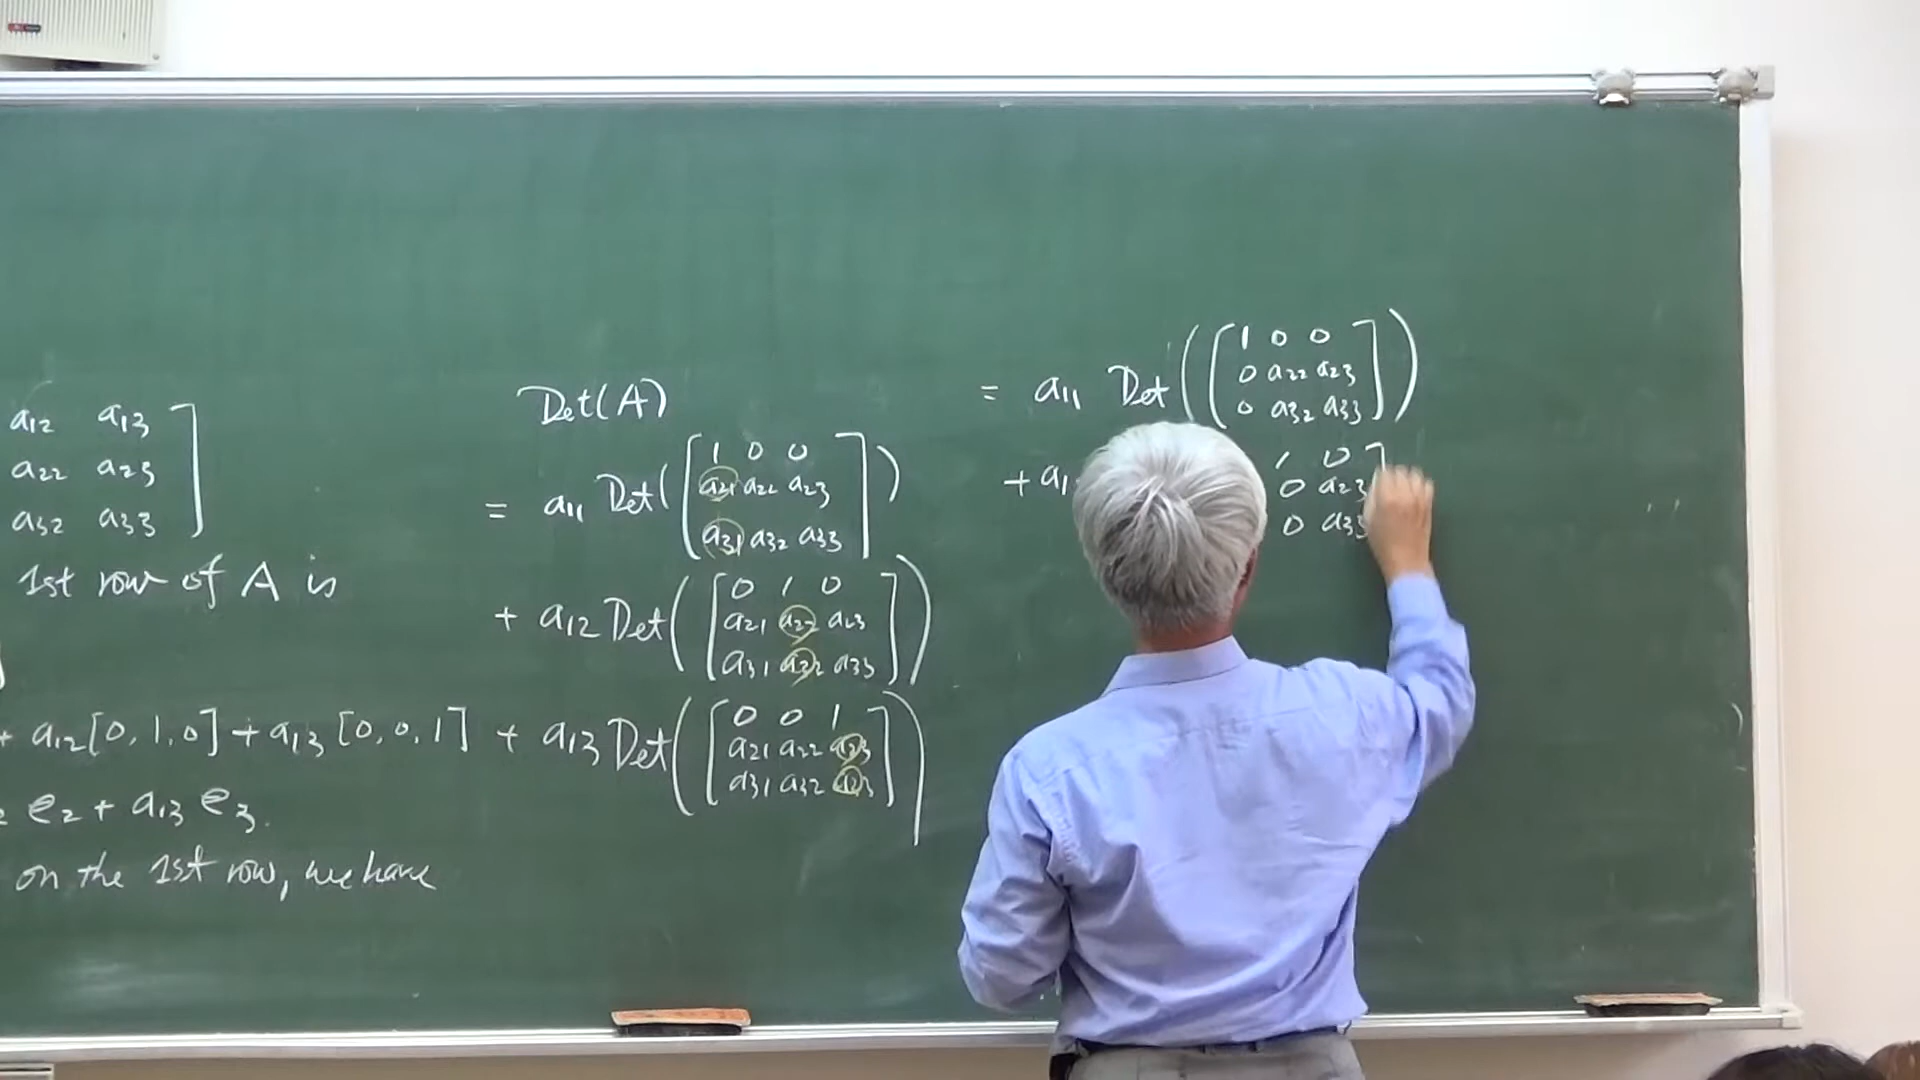 a12 a13 ]
a22 a23
a32 a33
1st row of A is
+ a12[0, 1, 0] + a13[0, 0, 1]
e2 + a13 e3.
on the 1st row, we have
Det(A)
= a11 Det([ 1 0 0
a21 a22 a23
a31 a32 a33 ])
+ a12 Det([ 0 1 0
a21 a22 a23
a31 a32 a33 ])
+ a13 Det([ 0 0 1
a21 a22 a23
a31 a32 a33 ])
= a11 Det([ 1 0 0
0 a22 a23
0 a32 a33 ])
+ a1 1 0 ]
0 a23
0 a33